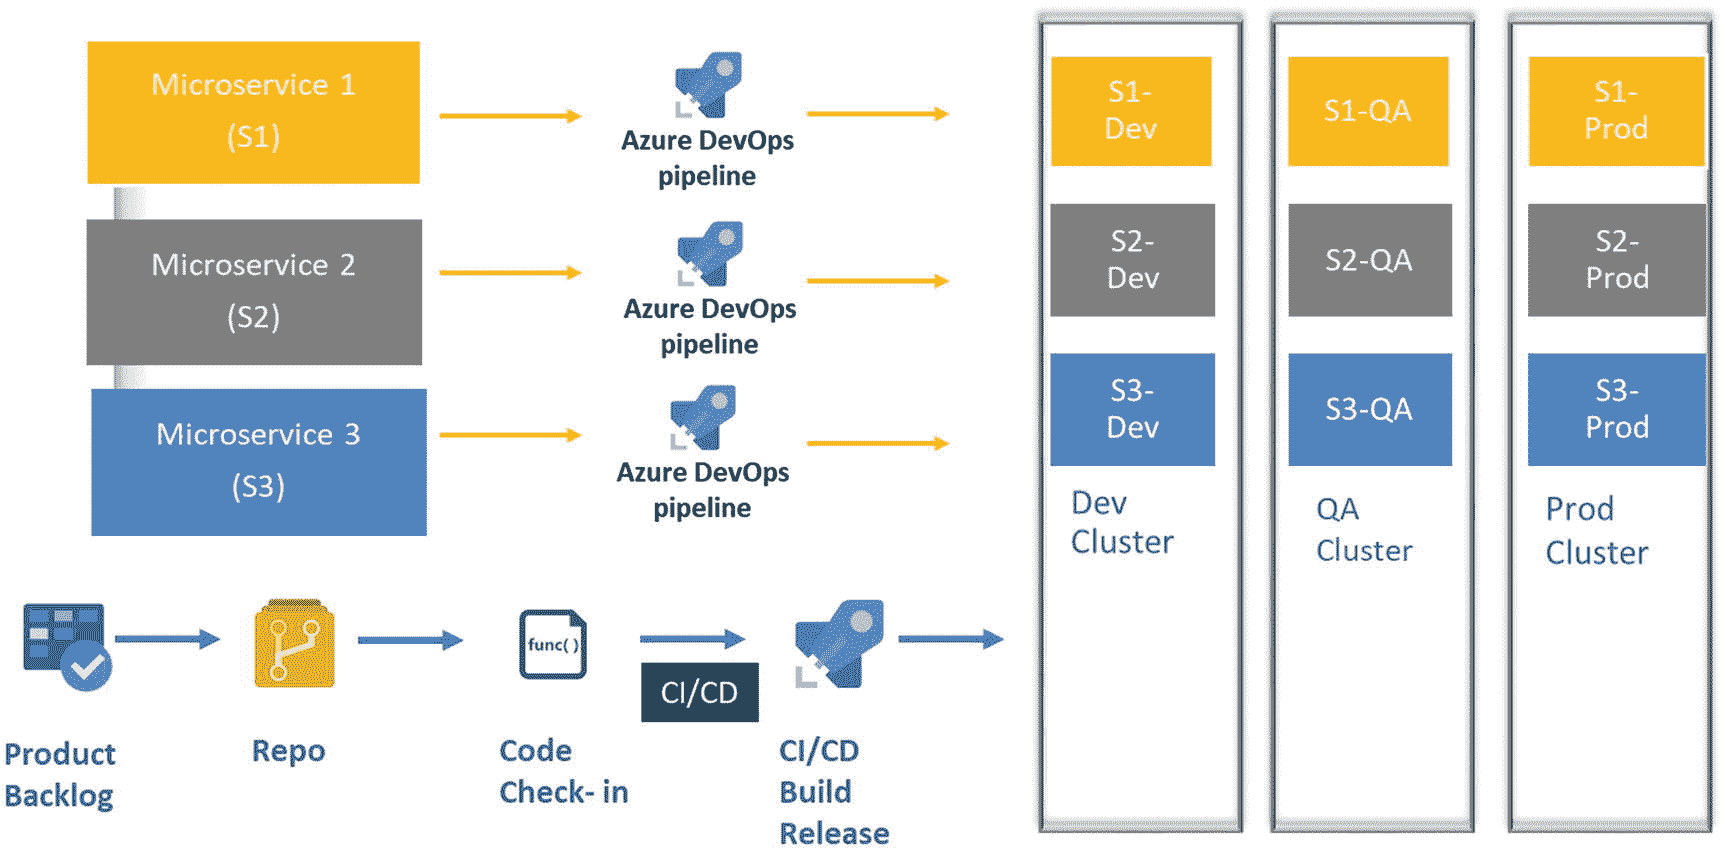 Microservice 1
(S1)
Azure DevOps
pipeline
S1-
Dev
S1-QA
S1-
Prod
Microservice 2
(S2)
Azure DevOps
pipeline
S2-
Dev
S2-QA
S2-
Prod
Microservice 3
(S3)
Azure DevOps
pipeline
S3-
Dev
S3-QA
S3-
Prod
Dev
Cluster
QA
Cluster
Prod
Cluster
func()
CI/CD
Product
Backlog
Repo
Code
Check- in
CI/CD
Build
Release